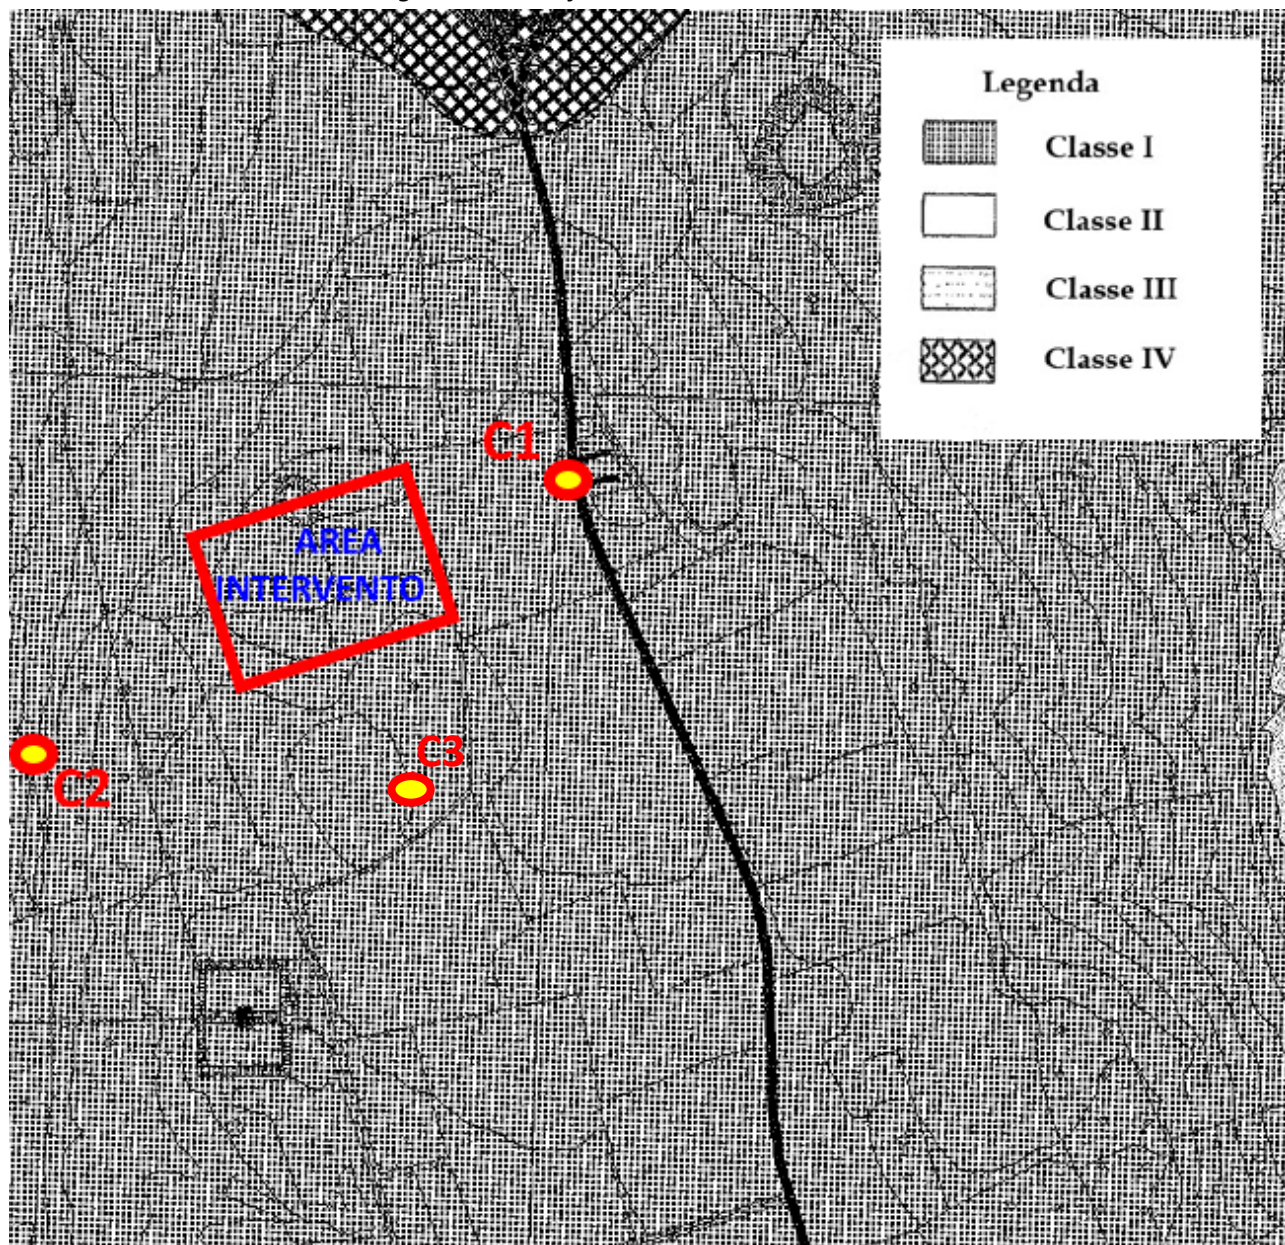 Legenda
Classe I
Classe II
Classe III
Classe IV
C1
AREA
INTERVENTO
C3
C2